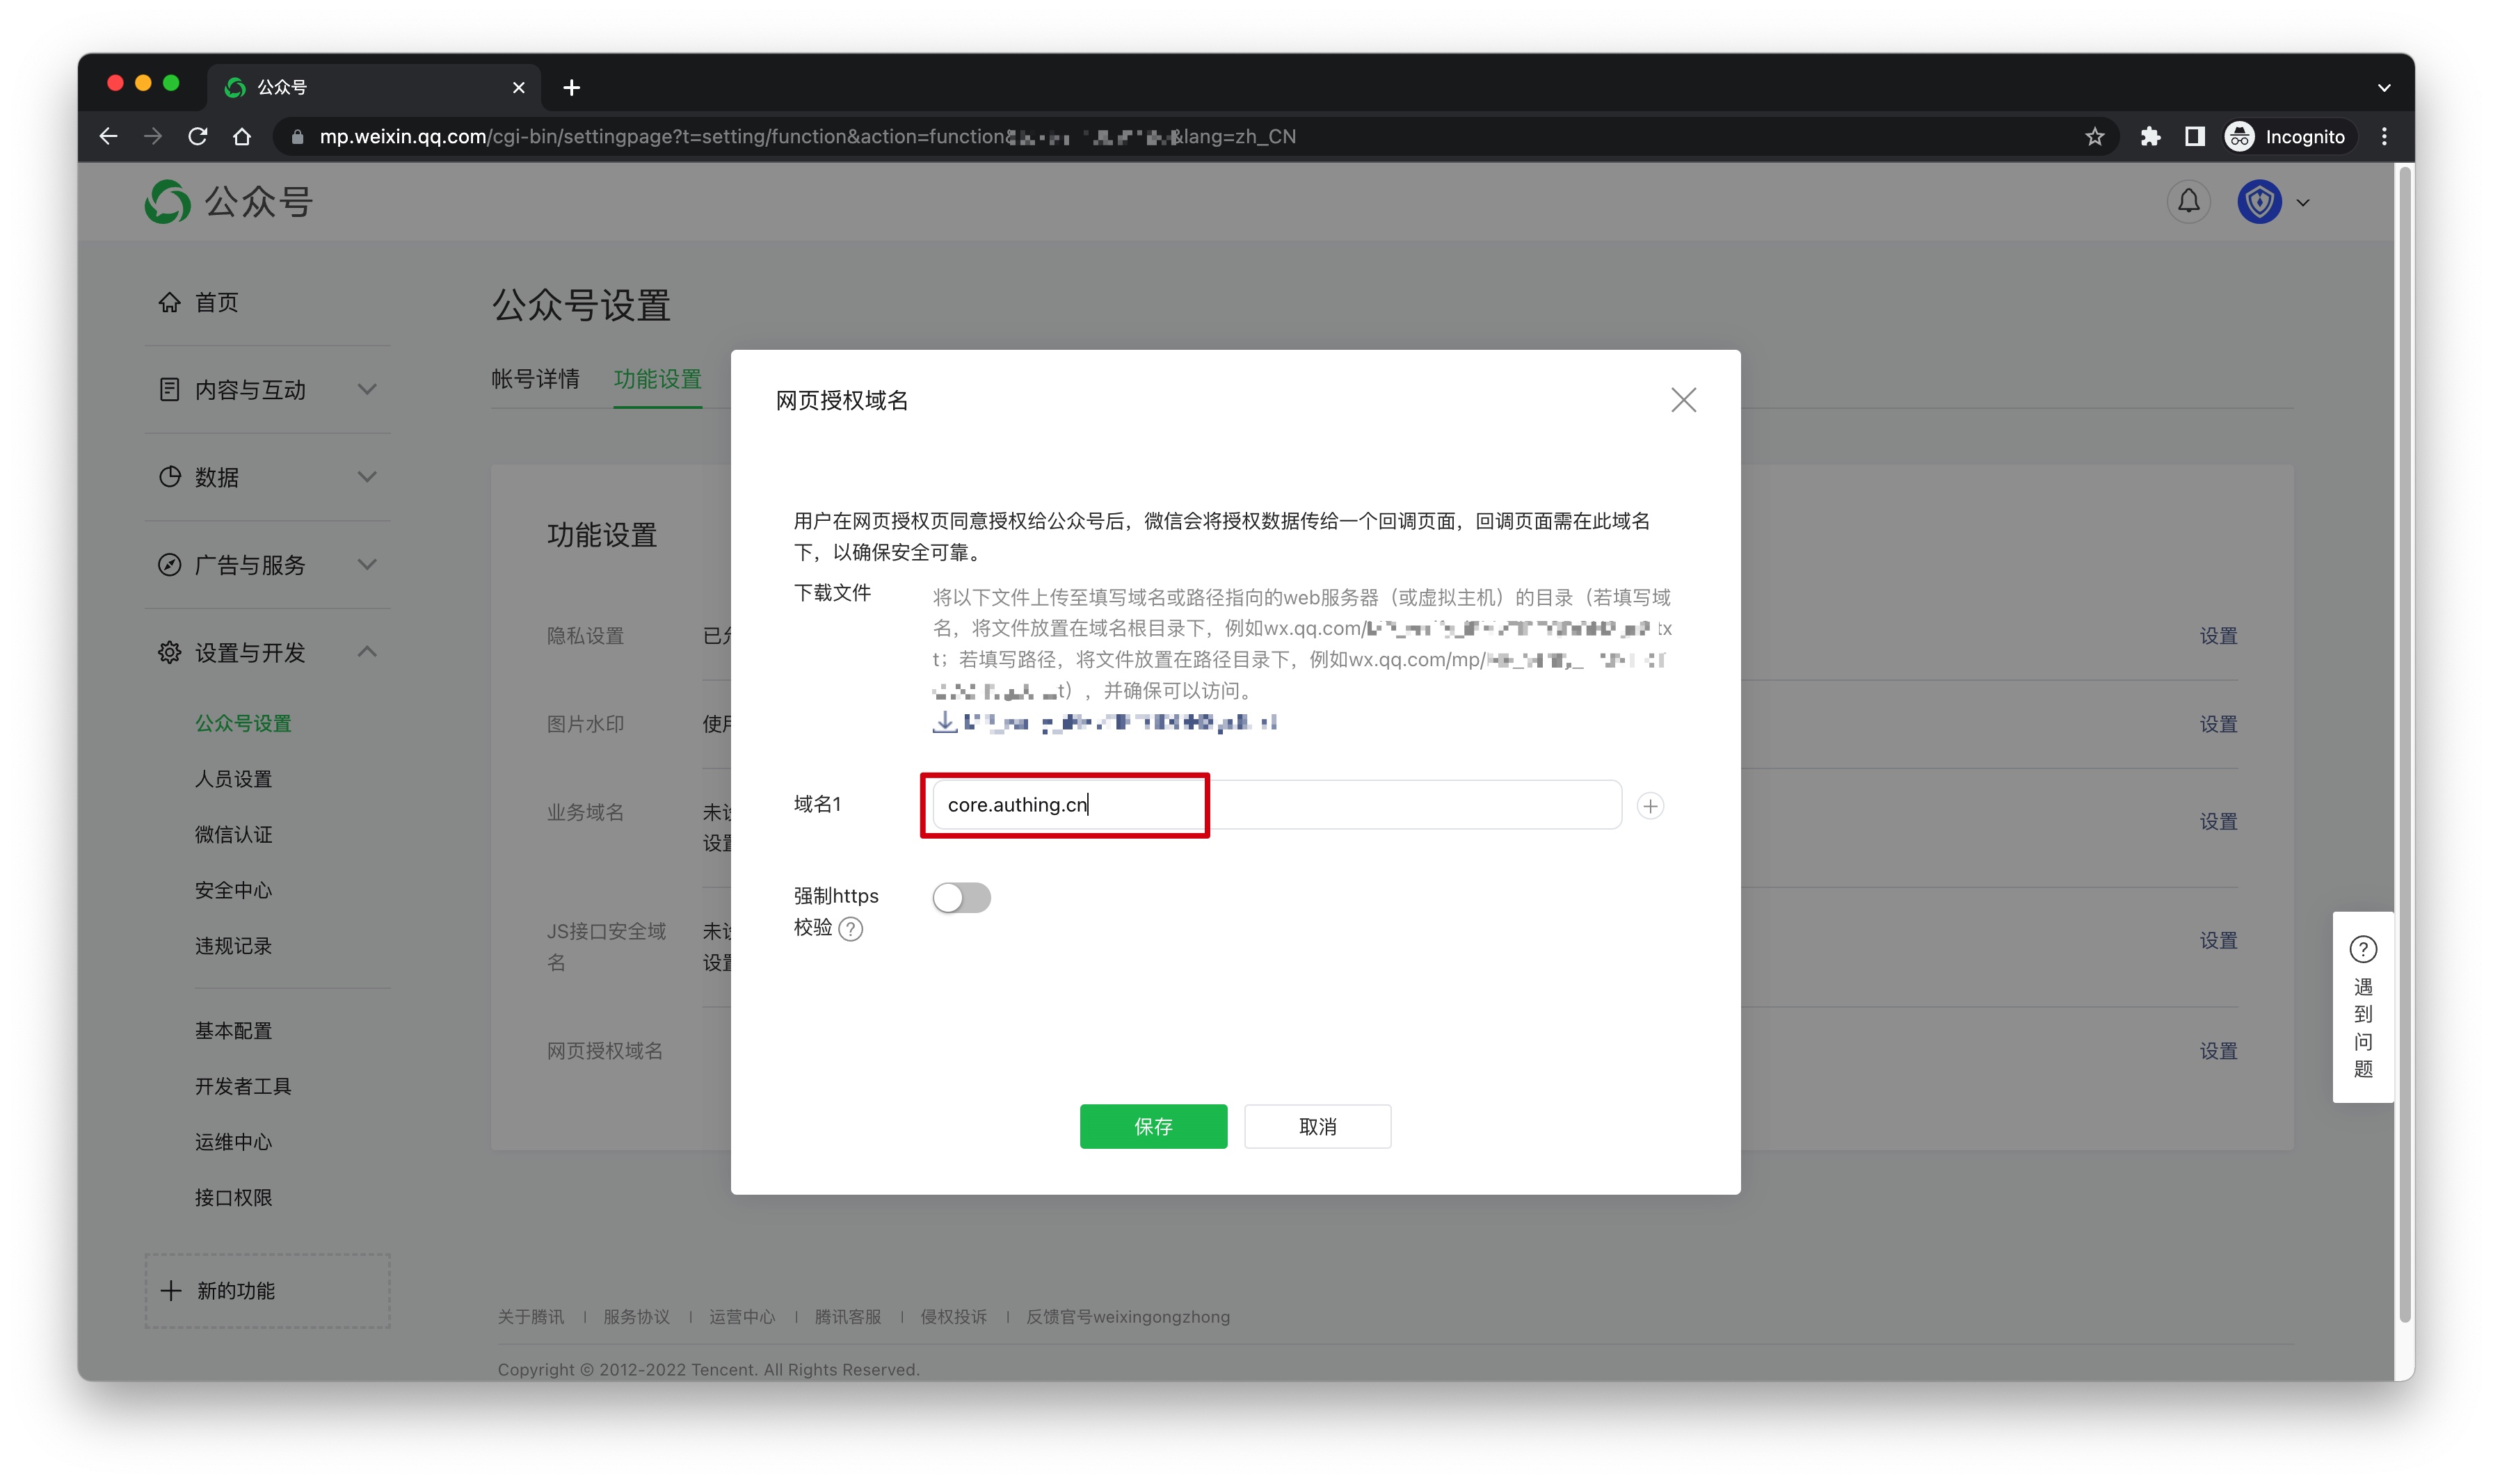 公众号
mp.weixin.qq.com/cgi-bin/settingpage?t=setting/function&action=function& &lang=zh_CN
Incognito
公众号
首页
内容与互动
数据
广告与服务
设置与开发
公众号设置
人员设置
微信认证
安全中心
违规记录
基本配置
开发者工具
运维中心
接口权限
新的功能
公众号设置
帐号详情 功能设置
功能设置
隐私设置 设置
图片水印 使用 设置
业务域名 设置
设置
JS接口安全域 设置
名 设置
网页授权域名 设置
网页授权域名
用户在网页授权页同意授权给公众号后，微信会将授权数据传给一个回调页面，回调页面需在此域名
下，以确保安全可靠。
下载文件
将以下文件上传至填写域名或路径指向的web服务器（或虚拟主机）的目录（若填写域
名，将文件放置在域名根目录下，例如wx.qq.com/ tx
t；若填写路径，将文件放置在路径目录下，例如wx.qq.com/mp/
t），并确保可以访问。
域名1
core.authing.cn
强制https
校验
保存
取消
遇
到
问
题
关于腾讯 | 服务协议 | 运营中心 | 腾讯客服 | 侵权投诉 | 反馈官号weixingongzhong
Copyright © 2012-2022 Tencent. All Rights Reserved.